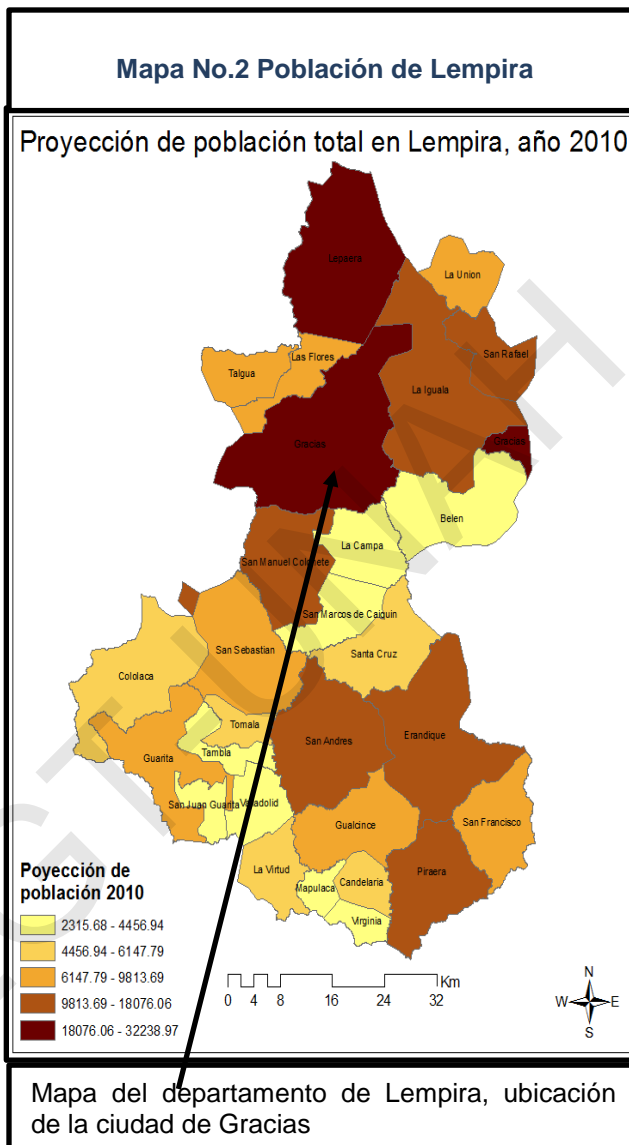 Mapa No.2 Población de Lempira
Proyección de población total en Lempira, año 2010
Lepaera
La Union
San Rafael
Las Flores
Talgua
La Iguala
Gracias
Gracias
Belen
La Campa
San Manuel Colohete
San Marcos de Caiquin
San Sebastian
Santa Cruz
Cololaca
Tomala
San Andres
Erandique
Guarita
Tambla
San Juan Guarita
Valadolid
Gualcince
San Francisco
La Virtud
Mapulaca
Candelaria
Piraera
Virginia
Poyección de
población 2010
2315.68 - 4456.94
4456.94 - 6147.79
6147.79 - 9813.69
9813.69 - 18076.06
18076.06 - 32238.97
Km
0 4 8 16 24 32
N
W E
S
Mapa del departamento de Lempira, ubicación
de la ciudad de Gracias